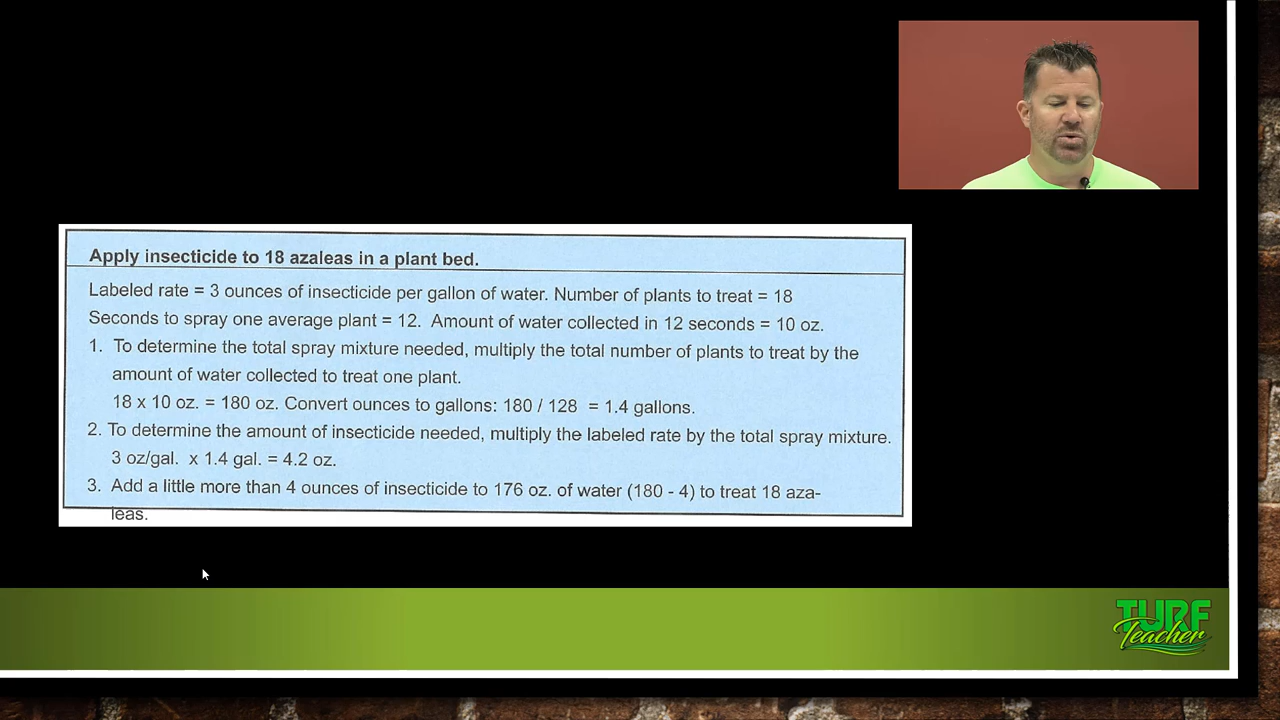 Apply insecticide to 18 azaleas in a plant bed.
Labeled rate = 3 ounces of insecticide per gallon of water. Number of plants to treat = 18
Seconds to spray one average plant = 12. Amount of water collected in 12 seconds = 10 oz.
1. To determine the total spray mixture needed, multiply the total number of plants to treat by the
amount of water collected to treat one plant.
18 x 10 oz. = 180 oz. Convert ounces to gallons: 180 / 128 = 1.4 gallons.
2. To determine the amount of insecticide needed, multiply the labeled rate by the total spray mixture.
3 oz/gal. x 1.4 gal. = 4.2 oz.
3. Add a little more than 4 ounces of insecticide to 176 oz. of water (180 - 4) to treat 18 aza-
leas.
TURF
Teacher